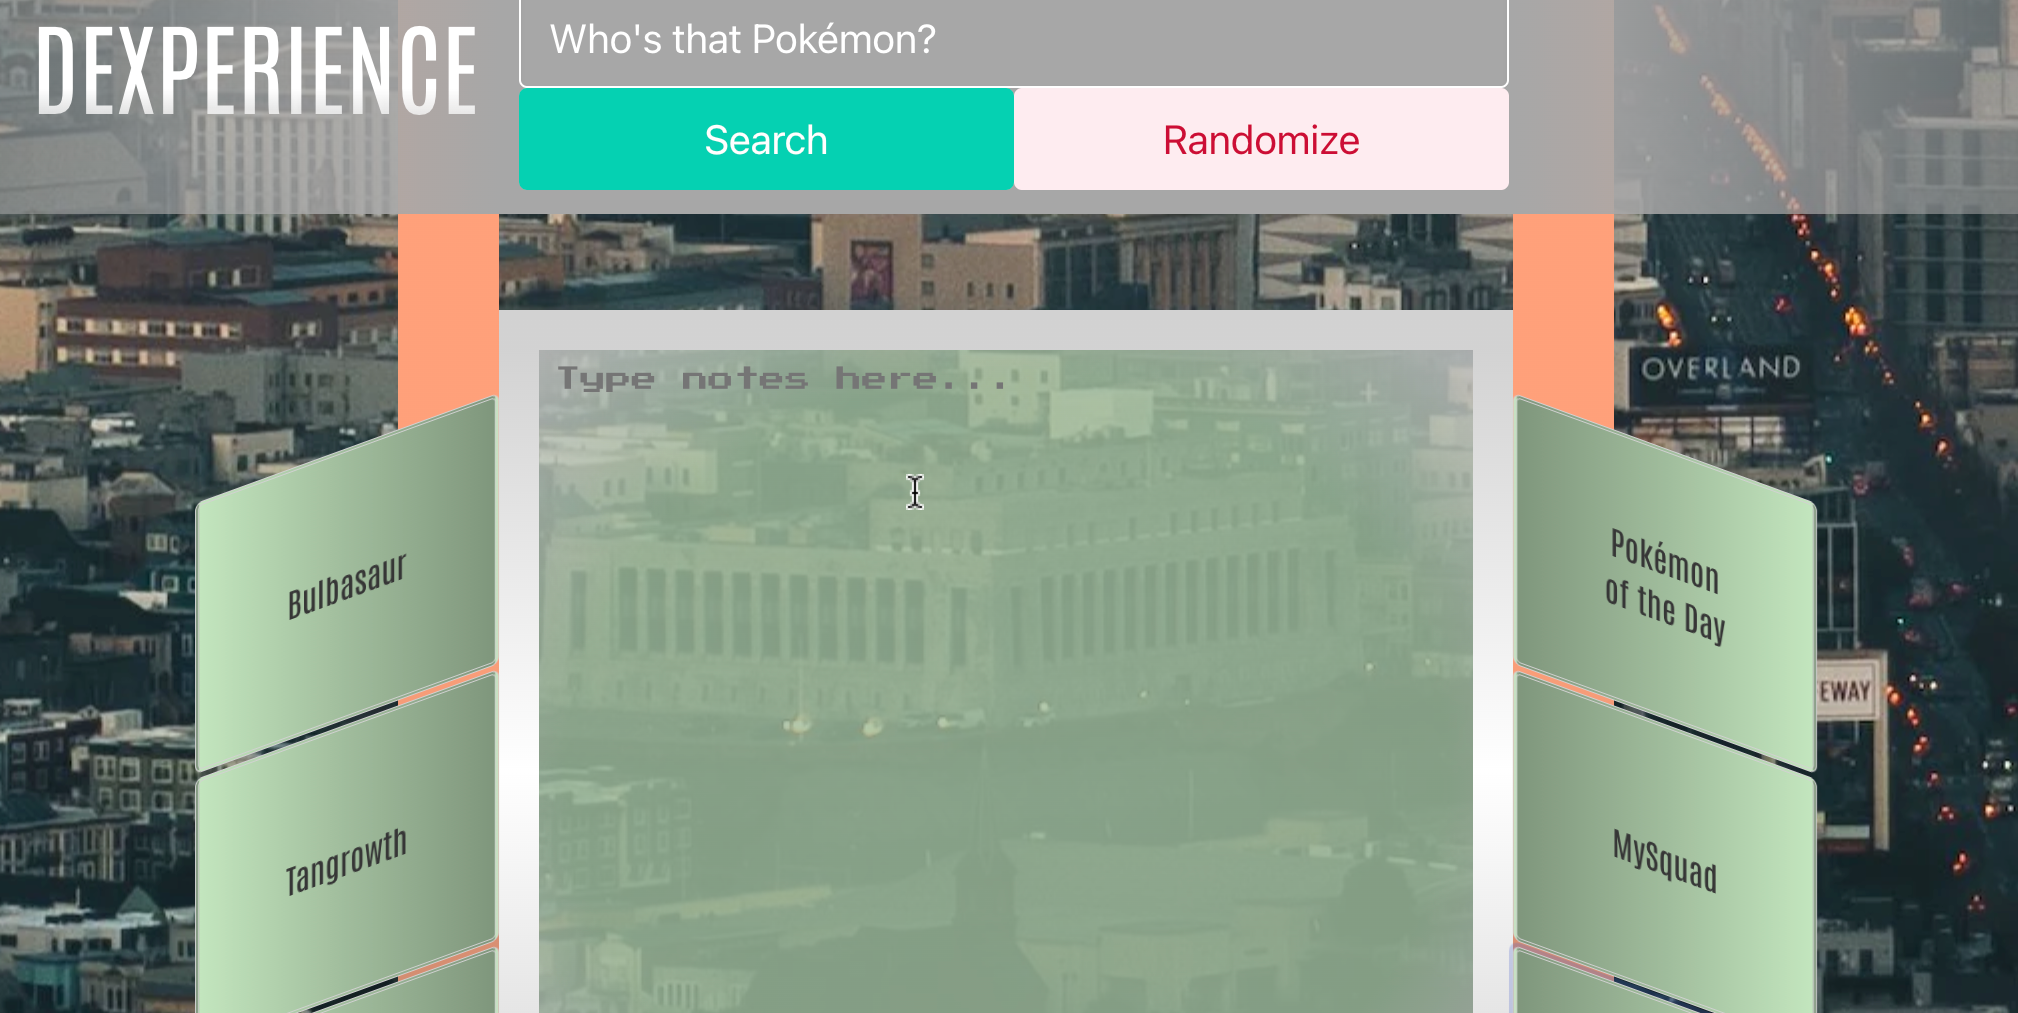 DEXPERIENCE
Who's that Pokémon?
Search
Randomize
Type notes here...
OVERLAND
Bulbasaur
Pokémon
of the Day
EWAY
Tangrowth
MySquad